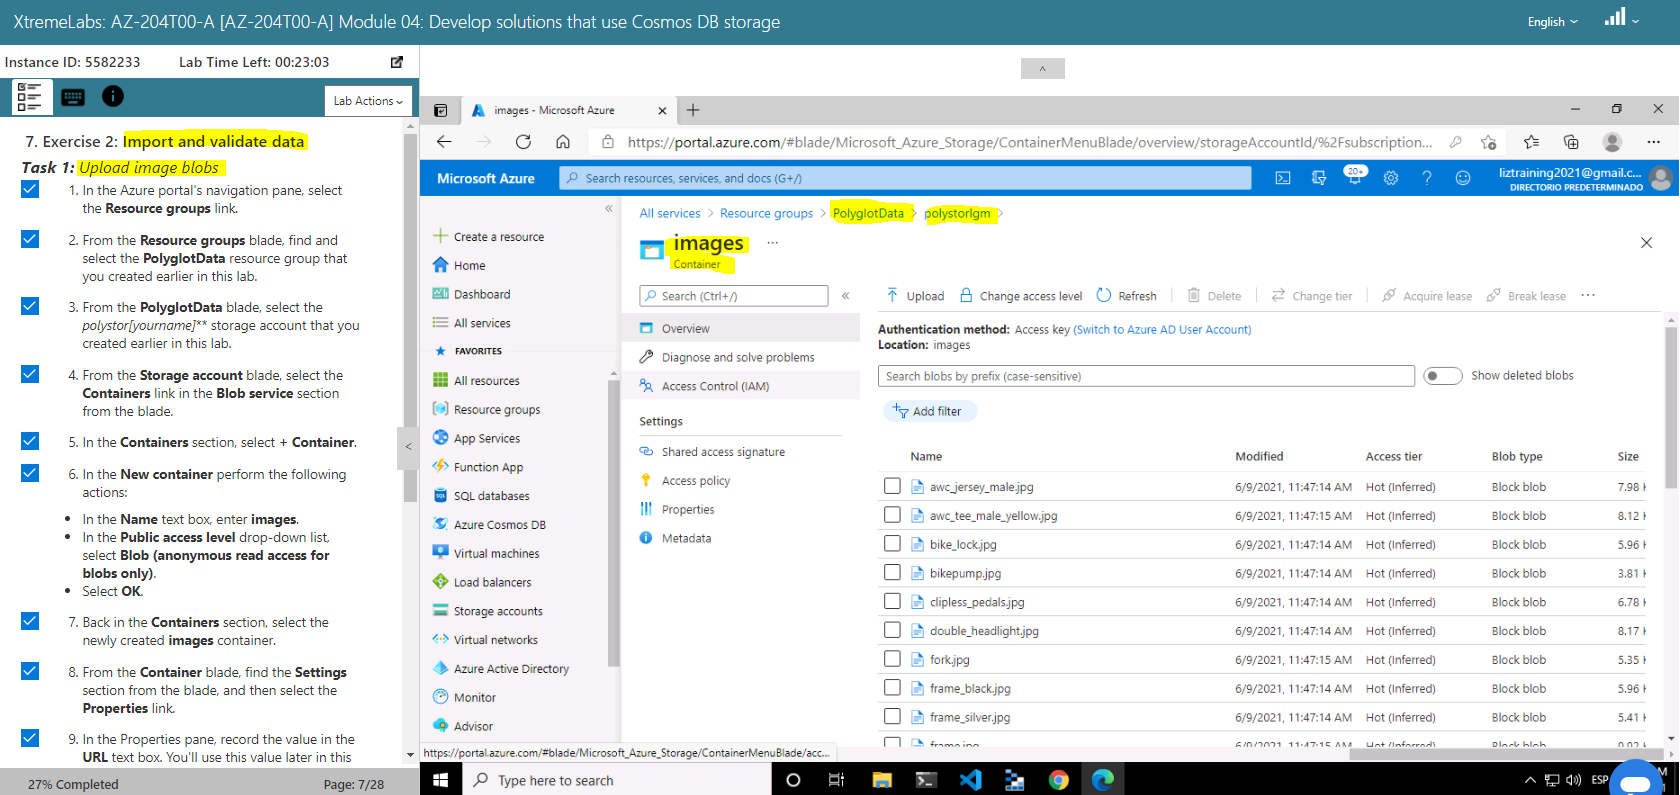 XtremeLabs: AZ-204T00-A [AZ-204T00-A] Module 04: Develop solutions that use Cosmos DB storage
English
Instance ID: 5582233
Lab Time Left: 00:23:03
Lab Actions
7. Exercise 2: Import and validate data
Task 1: Upload image blobs
1. In the Azure portal's navigation pane, select
the Resource groups link.
2. From the Resource groups blade, find and
select the PolyglotData resource group that
you created earlier in this lab.
3. From the PolyglotData blade, select the
polystor[yourname]** storage account that you
created earlier in this lab.
4. From the Storage account blade, select the
Containers link in the Blob service section
from the blade.
5. In the Containers section, select + Container.
6. In the New container perform the following
actions:
• In the Name text box, enter images.
• In the Public access level drop-down list,
select Blob (anonymous read access for
blobs only).
• Select OK.
7. Back in the Containers section, select the
newly created images container.
8. From the Container blade, find the Settings
section from the blade, and then select the
Properties link.
9. In the Properties pane, record the value in the
URL text box. You'll use this value later in this
27% Completed
Page: 7/28
images - Microsoft Azure
https://portal.azure.com/#blade/Microsoft_Azure_Storage/ContainerMenuBlade/overview/storageAccountId/%2Fsubscription...
Microsoft Azure
Search resources, services, and docs (G+/)
20+
liztraining2021@gmail.c...
DIRECTORIO PREDETERMINADO
Create a resource
Home
Dashboard
All services
FAVORITES
All resources
Resource groups
App Services
Function App
SQL databases
Azure Cosmos DB
Virtual machines
Load balancers
Storage accounts
Virtual networks
Azure Active Directory
Monitor
Advisor
https://portal.azure.com/#blade/Microsoft_Azure_Storage/ContainerMenuBlade/acc...
All services > Resource groups > PolyglotData > polystorlgm >
images ...
Container
Search (Ctrl+/)
Overview
Diagnose and solve problems
Access Control (IAM)
Settings
Shared access signature
Access policy
Properties
Metadata
Upload
Change access level
Refresh
Delete
Change tier
Acquire lease
Break lease
Authentication method: Access key (Switch to Azure AD User Account)
Location: images
Search blobs by prefix (case-sensitive)
Show deleted blobs
Add filter
Name Modified Access tier Blob type Size
awc_jersey_male.jpg 6/9/2021, 11:47:14 AM Hot (Inferred) Block blob 7.98
awc_tee_male_yellow.jpg 6/9/2021, 11:47:15 AM Hot (Inferred) Block blob 8.12
bike_lock.jpg 6/9/2021, 11:47:14 AM Hot (Inferred) Block blob 5.96
bikepump.jpg 6/9/2021, 11:47:14 AM Hot (Inferred) Block blob 3.81
clipless_pedals.jpg 6/9/2021, 11:47:14 AM Hot (Inferred) Block blob 6.78
double_headlight.jpg 6/9/2021, 11:47:14 AM Hot (Inferred) Block blob 8.17
fork.jpg 6/9/2021, 11:47:15 AM Hot (Inferred) Block blob 5.35
frame_black.jpg 6/9/2021, 11:47:14 AM Hot (Inferred) Block blob 5.96
frame_silver.jpg 6/9/2021, 11:47:14 AM Hot (Inferred) Block blob 5.41
Type here to search
ESP